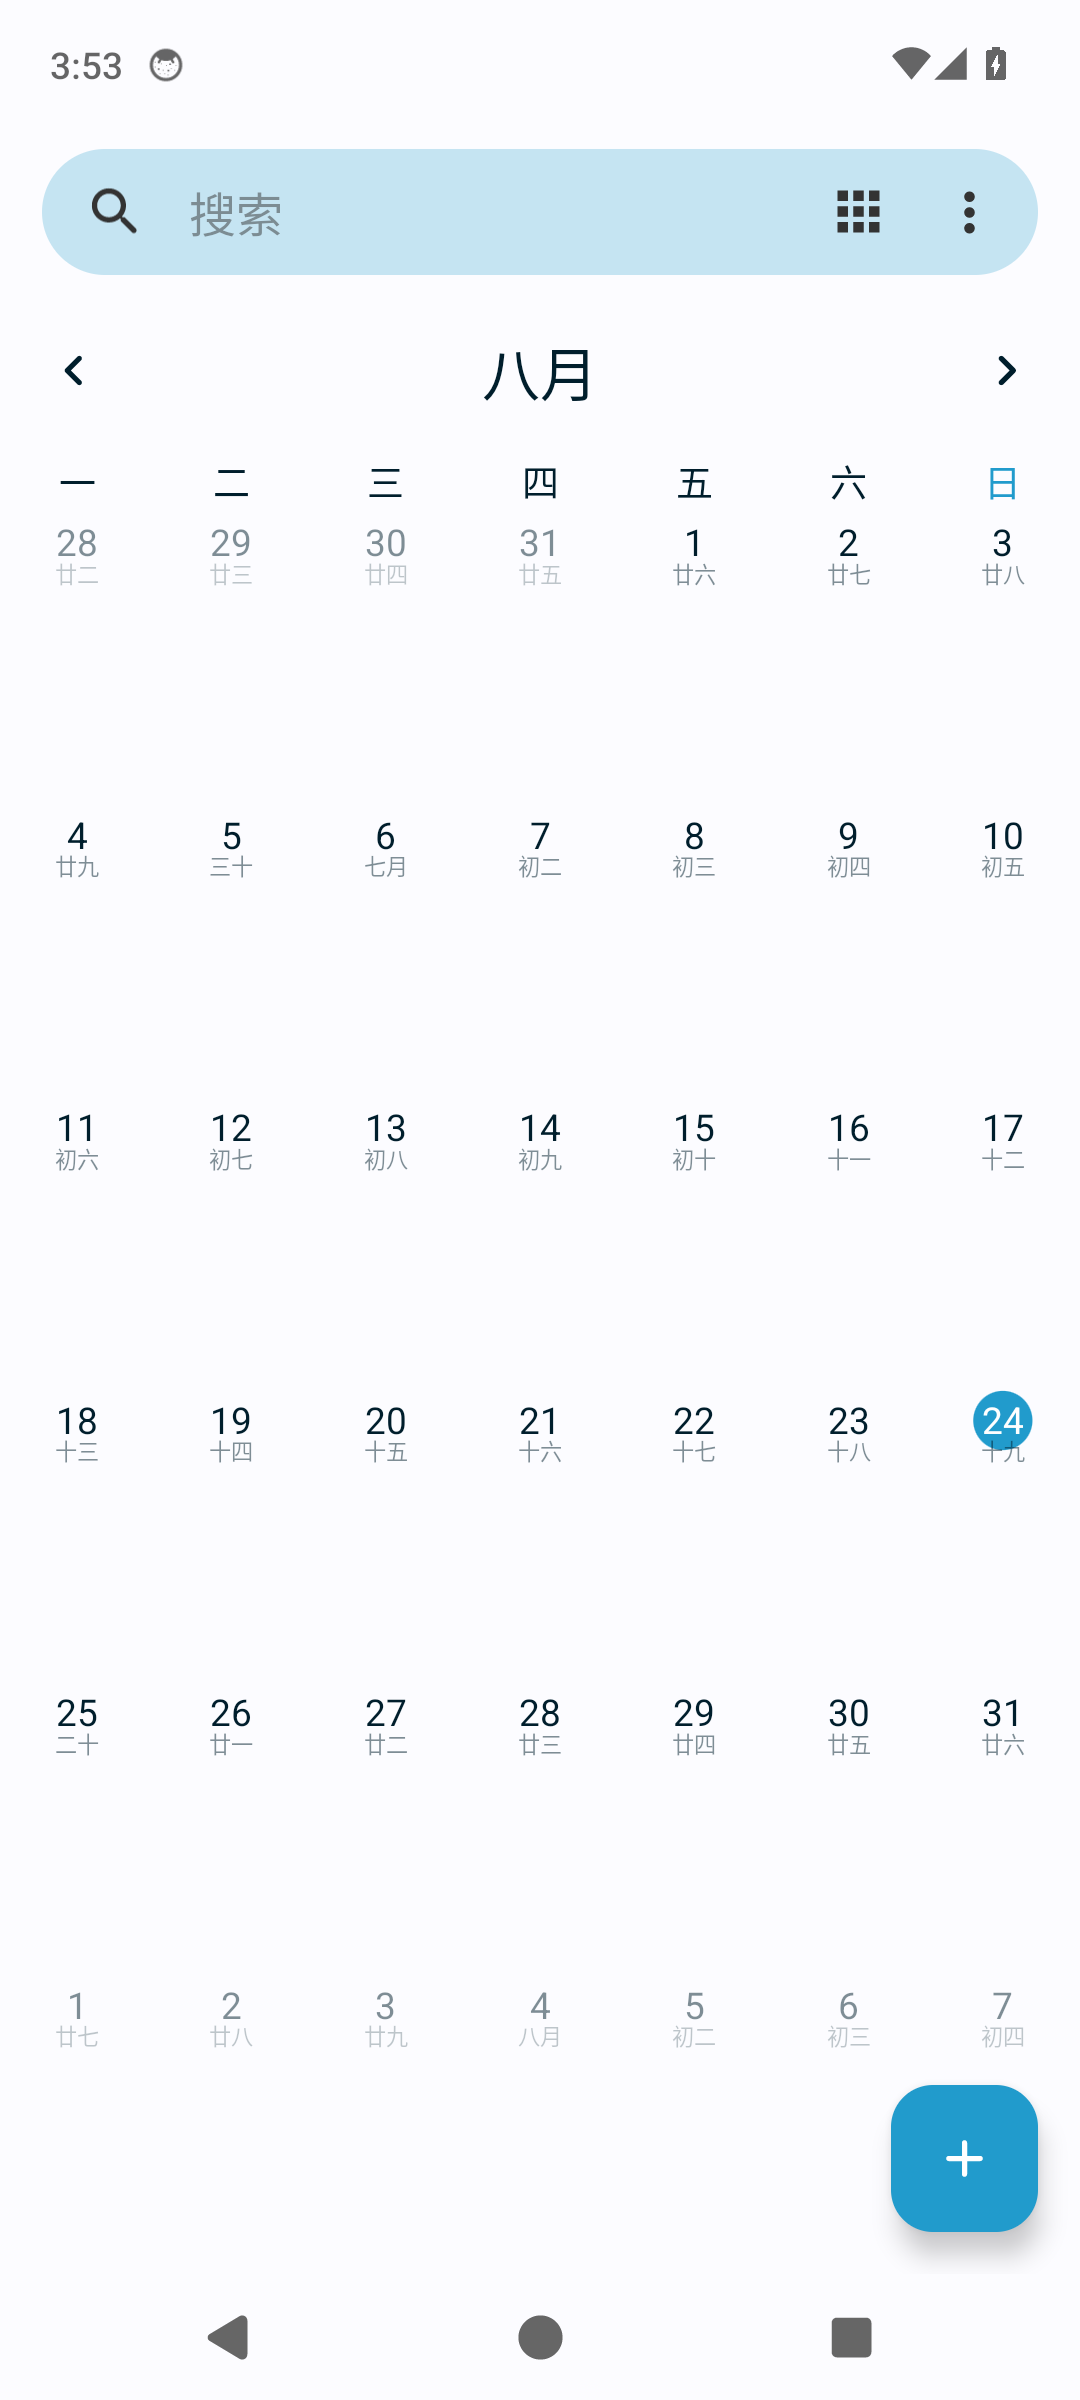 3:53
搜索
八月
一 二 三 四 五 六 日
28 29 30 31 1 2 3
廿二 廿三 廿四 廿五 廿六 廿七 廿八
4 5 6 7 8 9 10
廿九 三十 七月 初二 初三 初四 初五
11 12 13 14 15 16 17
初六 初七 初八 初九 初十 十一 十二
18 19 20 21 22 23 24
十三 十四 十五 十六 十七 十八 十九
25 26 27 28 29 30 31
二十 廿一 廿二 廿三 廿四 廿五 廿六
1 2 3 4 5 6 7
廿七 廿八 廿九 八月 初二 初三 初四